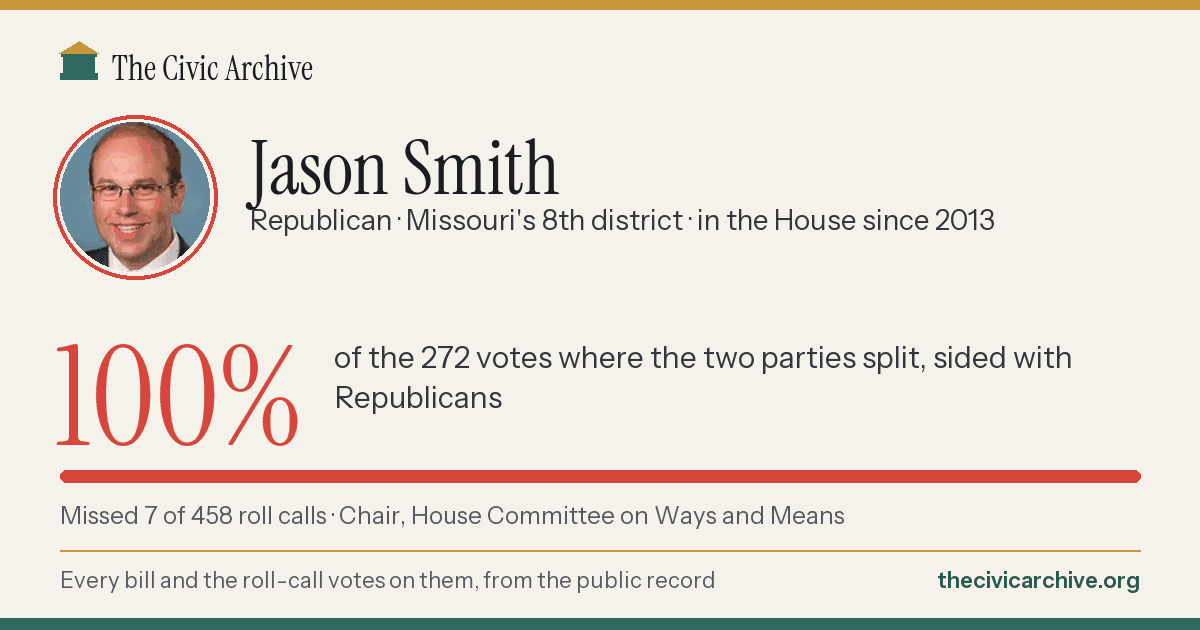 The Civic Archive
Jason Smith
Republican · Missouri's 8th district · in the House since 2013
100%
of the 272 votes where the two parties split, sided with
Republicans
Missed 7 of 458 roll calls · Chair, House Committee on Ways and Means
Every bill and the roll-call votes on them, from the public record
thecivicarchive.org